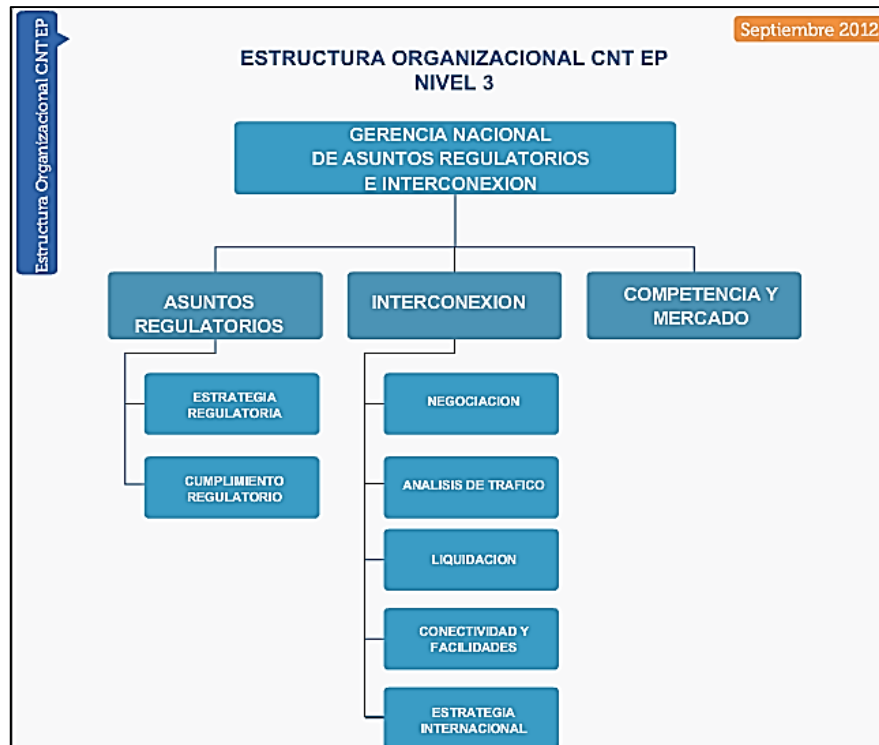 Estructura Organizacional CNT EP
Septiembre 2012
ESTRUCTURA ORGANIZACIONAL CNT EP
NIVEL 3
GERENCIA NACIONAL
DE ASUNTOS REGULATORIOS
E INTERCONEXION
ASUNTOS
REGULATORIOS
ESTRATEGIA
REGULATORIA
CUMPLIMIENTO
REGULATORIO
INTERCONEXION
NEGOCIACION
ANALISIS DE TRAFICO
LIQUIDACION
CONECTIVIDAD Y
FACILIDADES
ESTRATEGIA
INTERNACIONAL
COMPETENCIA Y
MERCADO